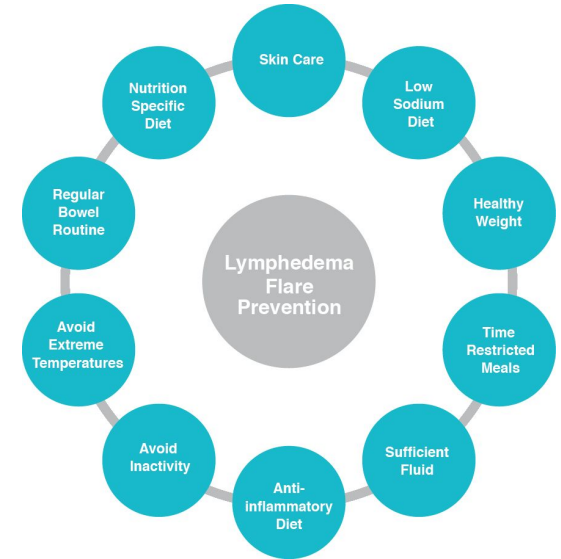 Skin Care
Low
Sodium
Diet
Healthy
Weight
Time
Restricted
Meals
Sufficient
Fluid
Anti-
inflammatory
Diet
Avoid
Inactivity
Avoid
Extreme
Temperatures
Regular
Bowel
Routine
Nutrition
Specific
Diet
Lymphedema
Flare
Prevention